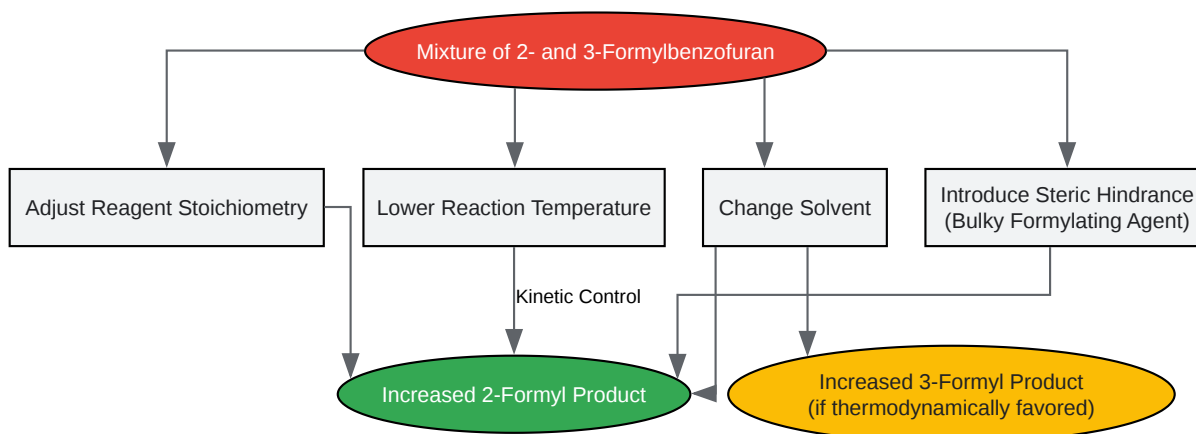 Mixture of 2- and 3-Formylbenzofuran
Adjust Reagent Stoichiometry
Lower Reaction Temperature
Change Solvent
Introduce Steric Hindrance
(Bulky Formylating Agent)
Kinetic Control
Increased 2-Formyl Product
Increased 3-Formyl Product
(if thermodynamically favored)